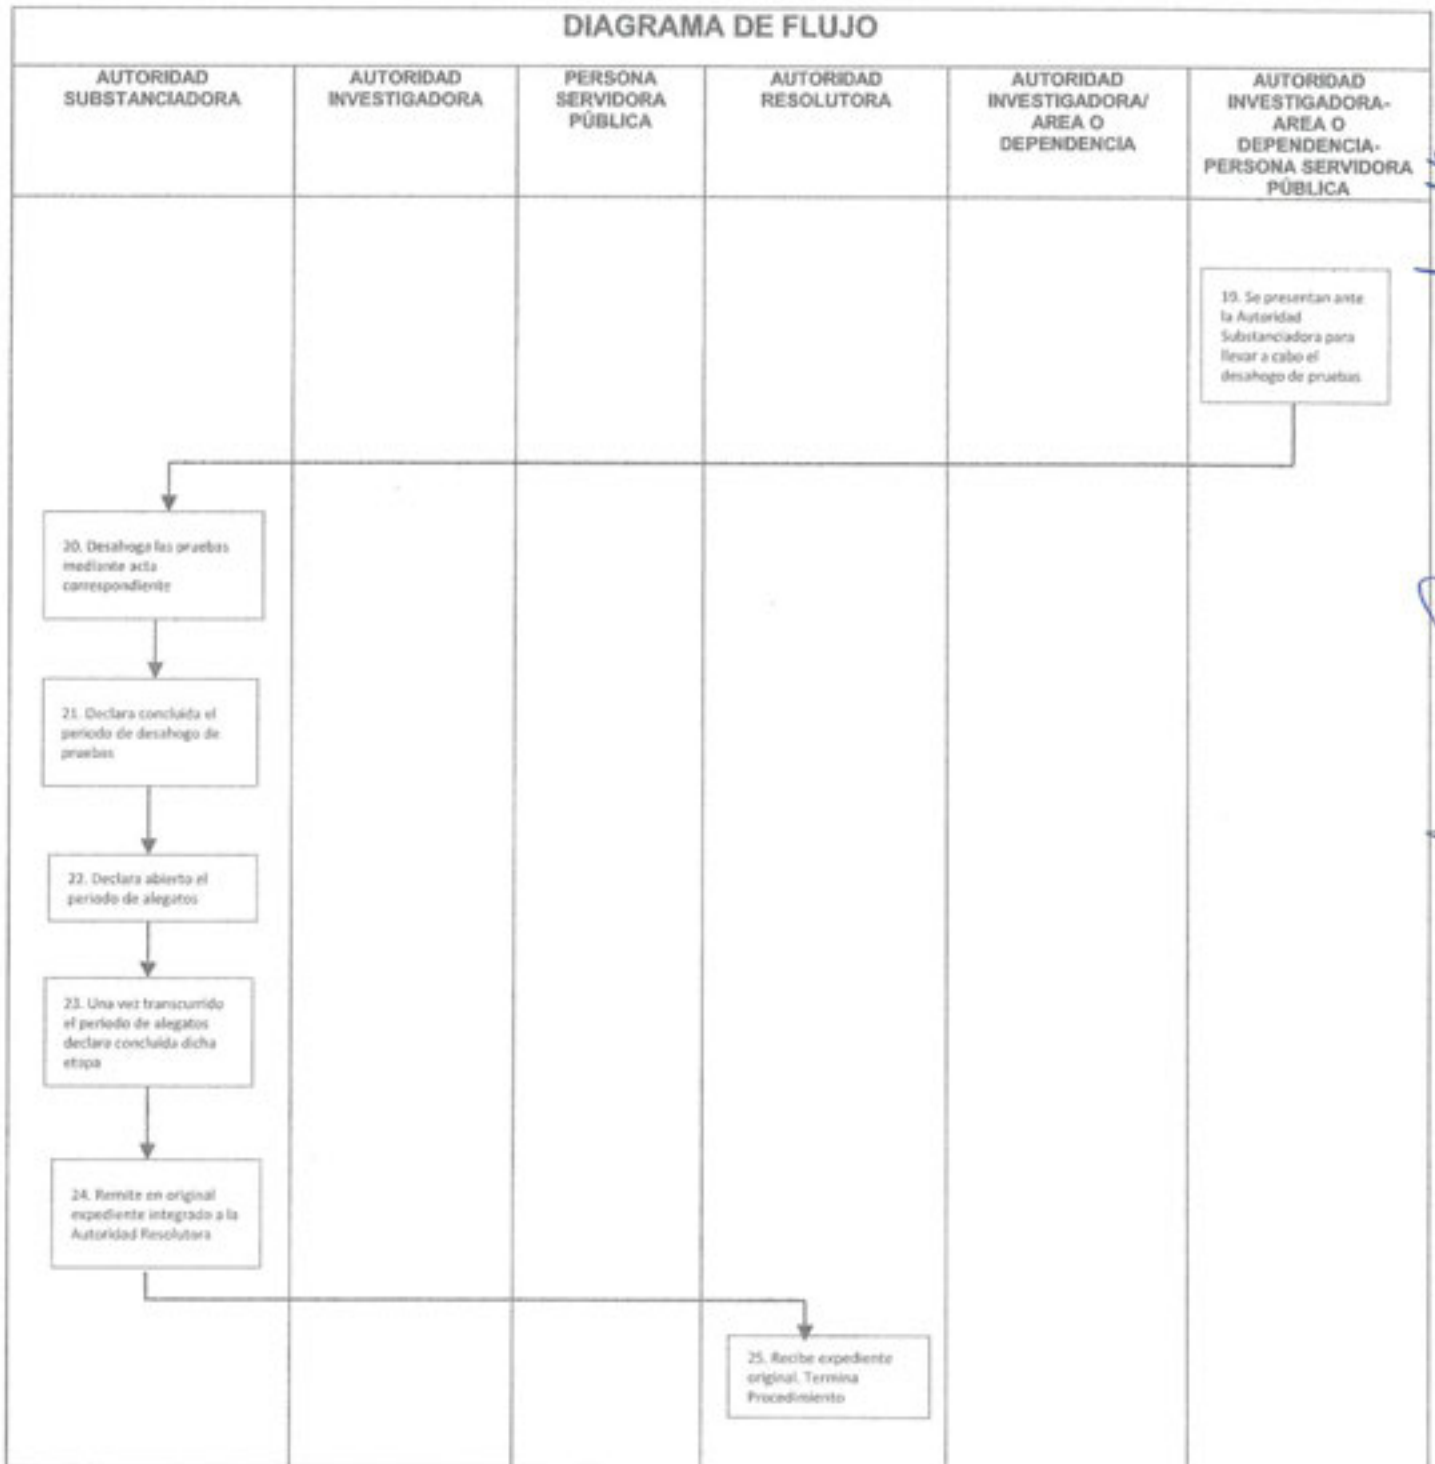 DIAGRAMA DE FLUJO
AUTORIDAD
SUBSTANCIADORA
AUTORIDAD
INVESTIGADORA
PERSONA
SERVIDORA
PÚBLICA
AUTORIDAD
RESOLUTORA
AUTORIDAD
INVESTIGADORA/
AREA O
DEPENDENCIA
AUTORIDAD
INVESTIGADORA-
AREA O
DEPENDENCIA-
PERSONA SERVIDORA
PÚBLICA
19. Se presentan ante
la Autoridad
Substanciadora para
llevar a cabo el
desahogo de pruebas
20. Desahoga las pruebas
mediante acta
correspondiente
21. Declara concluida el
periodo de desahogo de
pruebas
22. Declara abierto el
periodo de alegatos
23. Una vez transcurrido
el periodo de alegatos
declara concluida dicha
etapa
24. Remite en original
expediente integrado a la
Autoridad Resolutora
25. Recibe expediente
original. Termina
Procedimiento